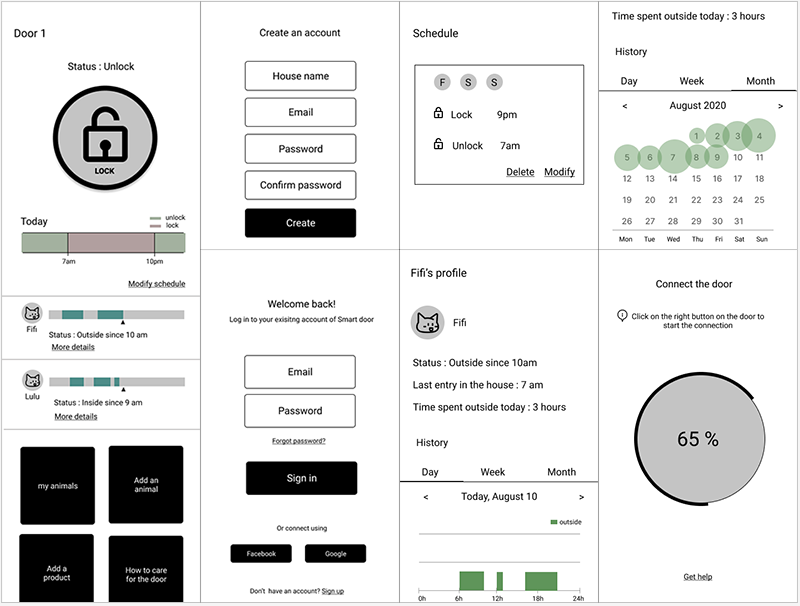 Door 1
Status : Unlock
LOCK
Today
unlock
lock
7am 10pm
Modify schedule
Fifi
Status : Outside since 10 am
More details
Lulu
Status : Inside since 9 am
More details
my animals
Add an
animal
Add a
product
How to care
for the door
Create an account
House name
Email
Password
Confirm password
Create
Welcome back!
Log in to your exisitng account of Smart door
Email
Password
Forgot password?
Sign in
Or connect using
Facebook Google
Don't have an account? Sign up
Schedule
F S S
Lock 9pm
Unlock 7am
Delete Modify
Fifi's profile
Fifi
Status : Outside since 10am
Last entry in the house : 7 am
Time spent outside today : 3 hours
History
Day Week Month
< Today, August 10 >
outside
0h 6h 12h 18h 24h
Time spent outside today : 3 hours
History
Day Week Month
< August 2020 >
1 2 3 4
5 6 7 8 9 10 11
12 13 14 15 16 17 18
19 20 21 22 23 24 25
26 27 28 29 30 31
Mon Tue Wed Thu Fri Sat Sun
Connect the door
Click on the right button on the door to
start the connection
65 %
Get help